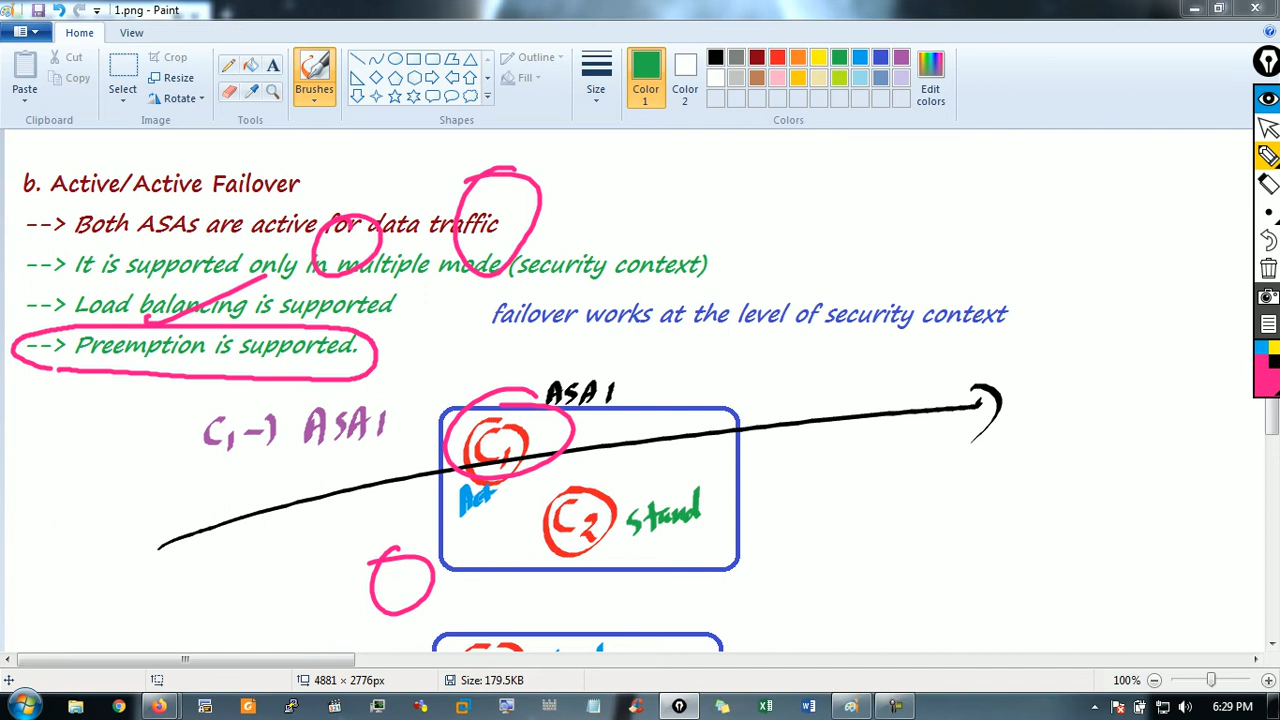 1.png - Paint
Home View
Cut
Copy
Paste
Clipboard
Crop
Resize
Rotate
Select
Image
A
Tools
Brushes
Outline
Fill
Shapes
Size
Color 1
Color 2
Edit colors
Colors
b. Active/Active Failover
--> Both ASAs are active for data traffic
--> It is supported only in multiple mode (security context)
--> Load balancing is supported
failover works at the level of security context
--> Preemption is supported.
ASA 1
C1 -> ASA1
C1
Act
C2 stand
4881 × 2776px
Size: 179.5KB
100%
6:29 PM